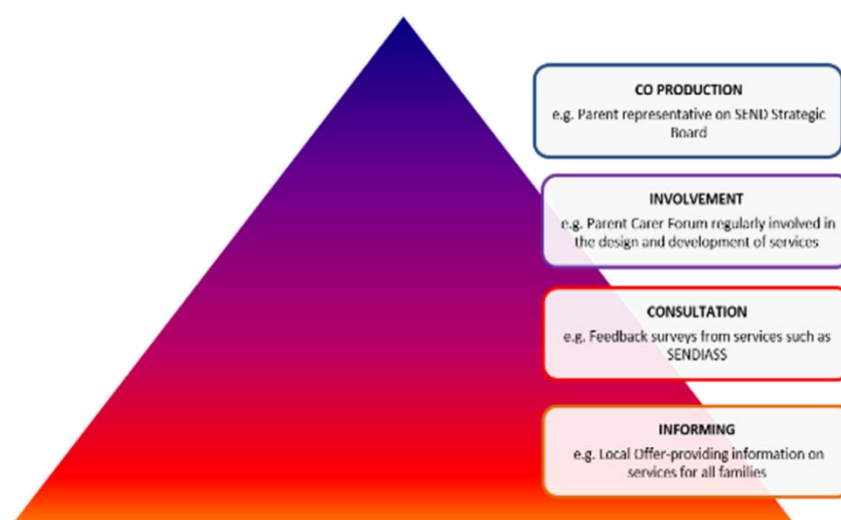 CO PRODUCTION
e.g. Parent representative on SEND Strategic
Board
INVOLVEMENT
e.g. Parent Carer Forum regularly involved in
the design and development of services
CONSULTATION
e.g. Feedback surveys from services such as
SENDIASS
INFORMING
e.g. Local Offer-providing information on
services for all families